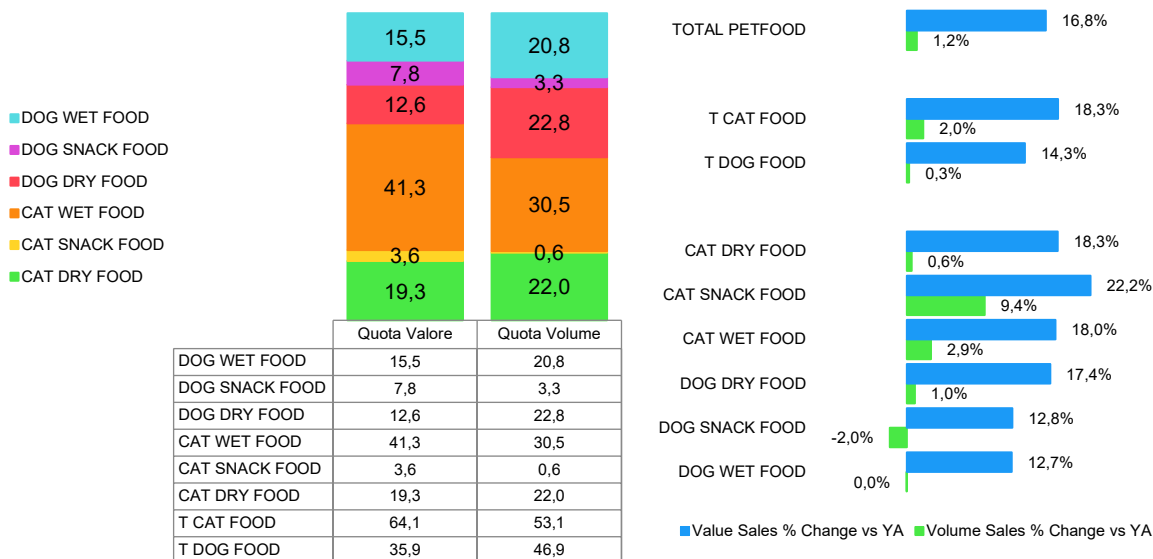 DOG WET FOOD
DOG SNACK FOOD
DOG DRY FOOD
CAT WET FOOD
CAT SNACK FOOD
CAT DRY FOOD
15,5 20,8
7,8 3,3
12,6 22,8
41,3 30,5
3,6 0,6
19,3 22,0
Quota Valore Quota Volume
DOG WET FOOD 15,5 20,8
DOG SNACK FOOD 7,8 3,3
DOG DRY FOOD 12,6 22,8
CAT WET FOOD 41,3 30,5
CAT SNACK FOOD 3,6 0,6
CAT DRY FOOD 19,3 22,0
T CAT FOOD 64,1 53,1
T DOG FOOD 35,9 46,9
TOTAL PETFOOD 16,8%
1,2%
T CAT FOOD 18,3%
2,0%
T DOG FOOD 14,3%
0,3%
CAT DRY FOOD 18,3%
0,6%
CAT SNACK FOOD 22,2%
9,4%
CAT WET FOOD 18,0%
2,9%
DOG DRY FOOD 17,4%
1,0%
DOG SNACK FOOD 12,8%
-2,0%
DOG WET FOOD 12,7%
0,0%
Value Sales % Change vs YA Volume Sales % Change vs YA